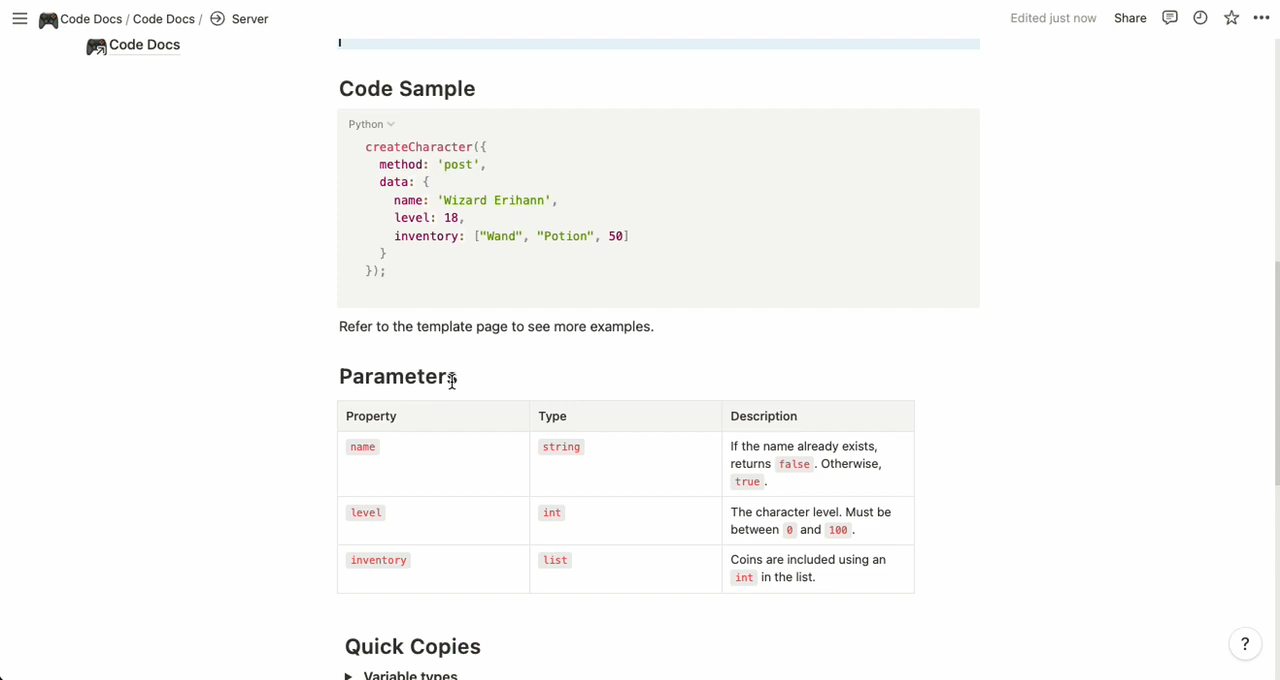 Code Docs / Code Docs / Server
Edited just now Share
Code Docs
Code Sample
Python
createCharacter({
  method: 'post',
  data: {
    name: 'Wizard Erihann',
    level: 18,
    inventory: ["Wand", "Potion", 50]
  }
});
Refer to the template page to see more examples.
Parameters
Property Type Description
name string If the name already exists,
returns false. Otherwise,
true.
level int The character level. Must be
between 0 and 100.
inventory list Coins are included using an
int in the list.
Quick Copies
Variable types
?